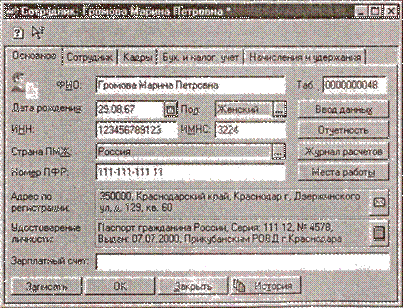 Сотрудник: Громова Марина Петровна *
Основное Сотрудник Кадры Бух. и налог. учет Начисления и удержания
ФИО: Громова Марина Петровна Таб. 0000000048
Дата рождения: 29.08.67 Пол: Женский ... Ввод данных
ИНН: 123456789123 ИМНС: 3224 Отчетность
Страна ПМЖ: Россия ... Журнал расчетов
Номер ПФР: 111-111-111 11 Места работы
Адрес по регистрации: 350000, Краснодарский край, Краснодар г, Дзержинского
ул, д. 129, кв. 60
Удостоверение личности: Паспорт гражданина России, Серия: 111 12, № 4578,
Выдан: 07.07.2000, Прикубанским РОВД г.Краснодара
Зарплатный счет:
Записать ОК Закрыть История